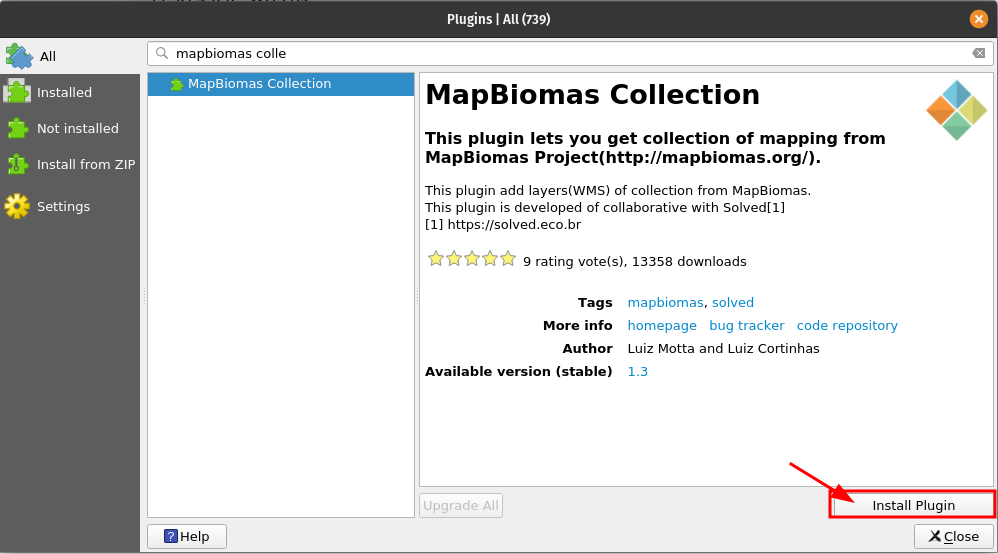 Plugins | All (739)
All
Installed
Not installed
Install from ZIP
Settings
mapbiomas colle
MapBiomas Collection
MapBiomas Collection
This plugin lets you get collection of mapping from
MapBiomas Project(http://mapbiomas.org/).
This plugin add layers(WMS) of collection from MapBiomas.
This plugin is developed of collaborative with Solved[1]
[1] https://solved.eco.br
9 rating vote(s), 13358 downloads
Tags mapbiomas, solved
More info homepage bug tracker code repository
Author Luiz Motta and Luiz Cortinhas
Available version (stable) 1.3
Upgrade All
Install Plugin
? Help
Close